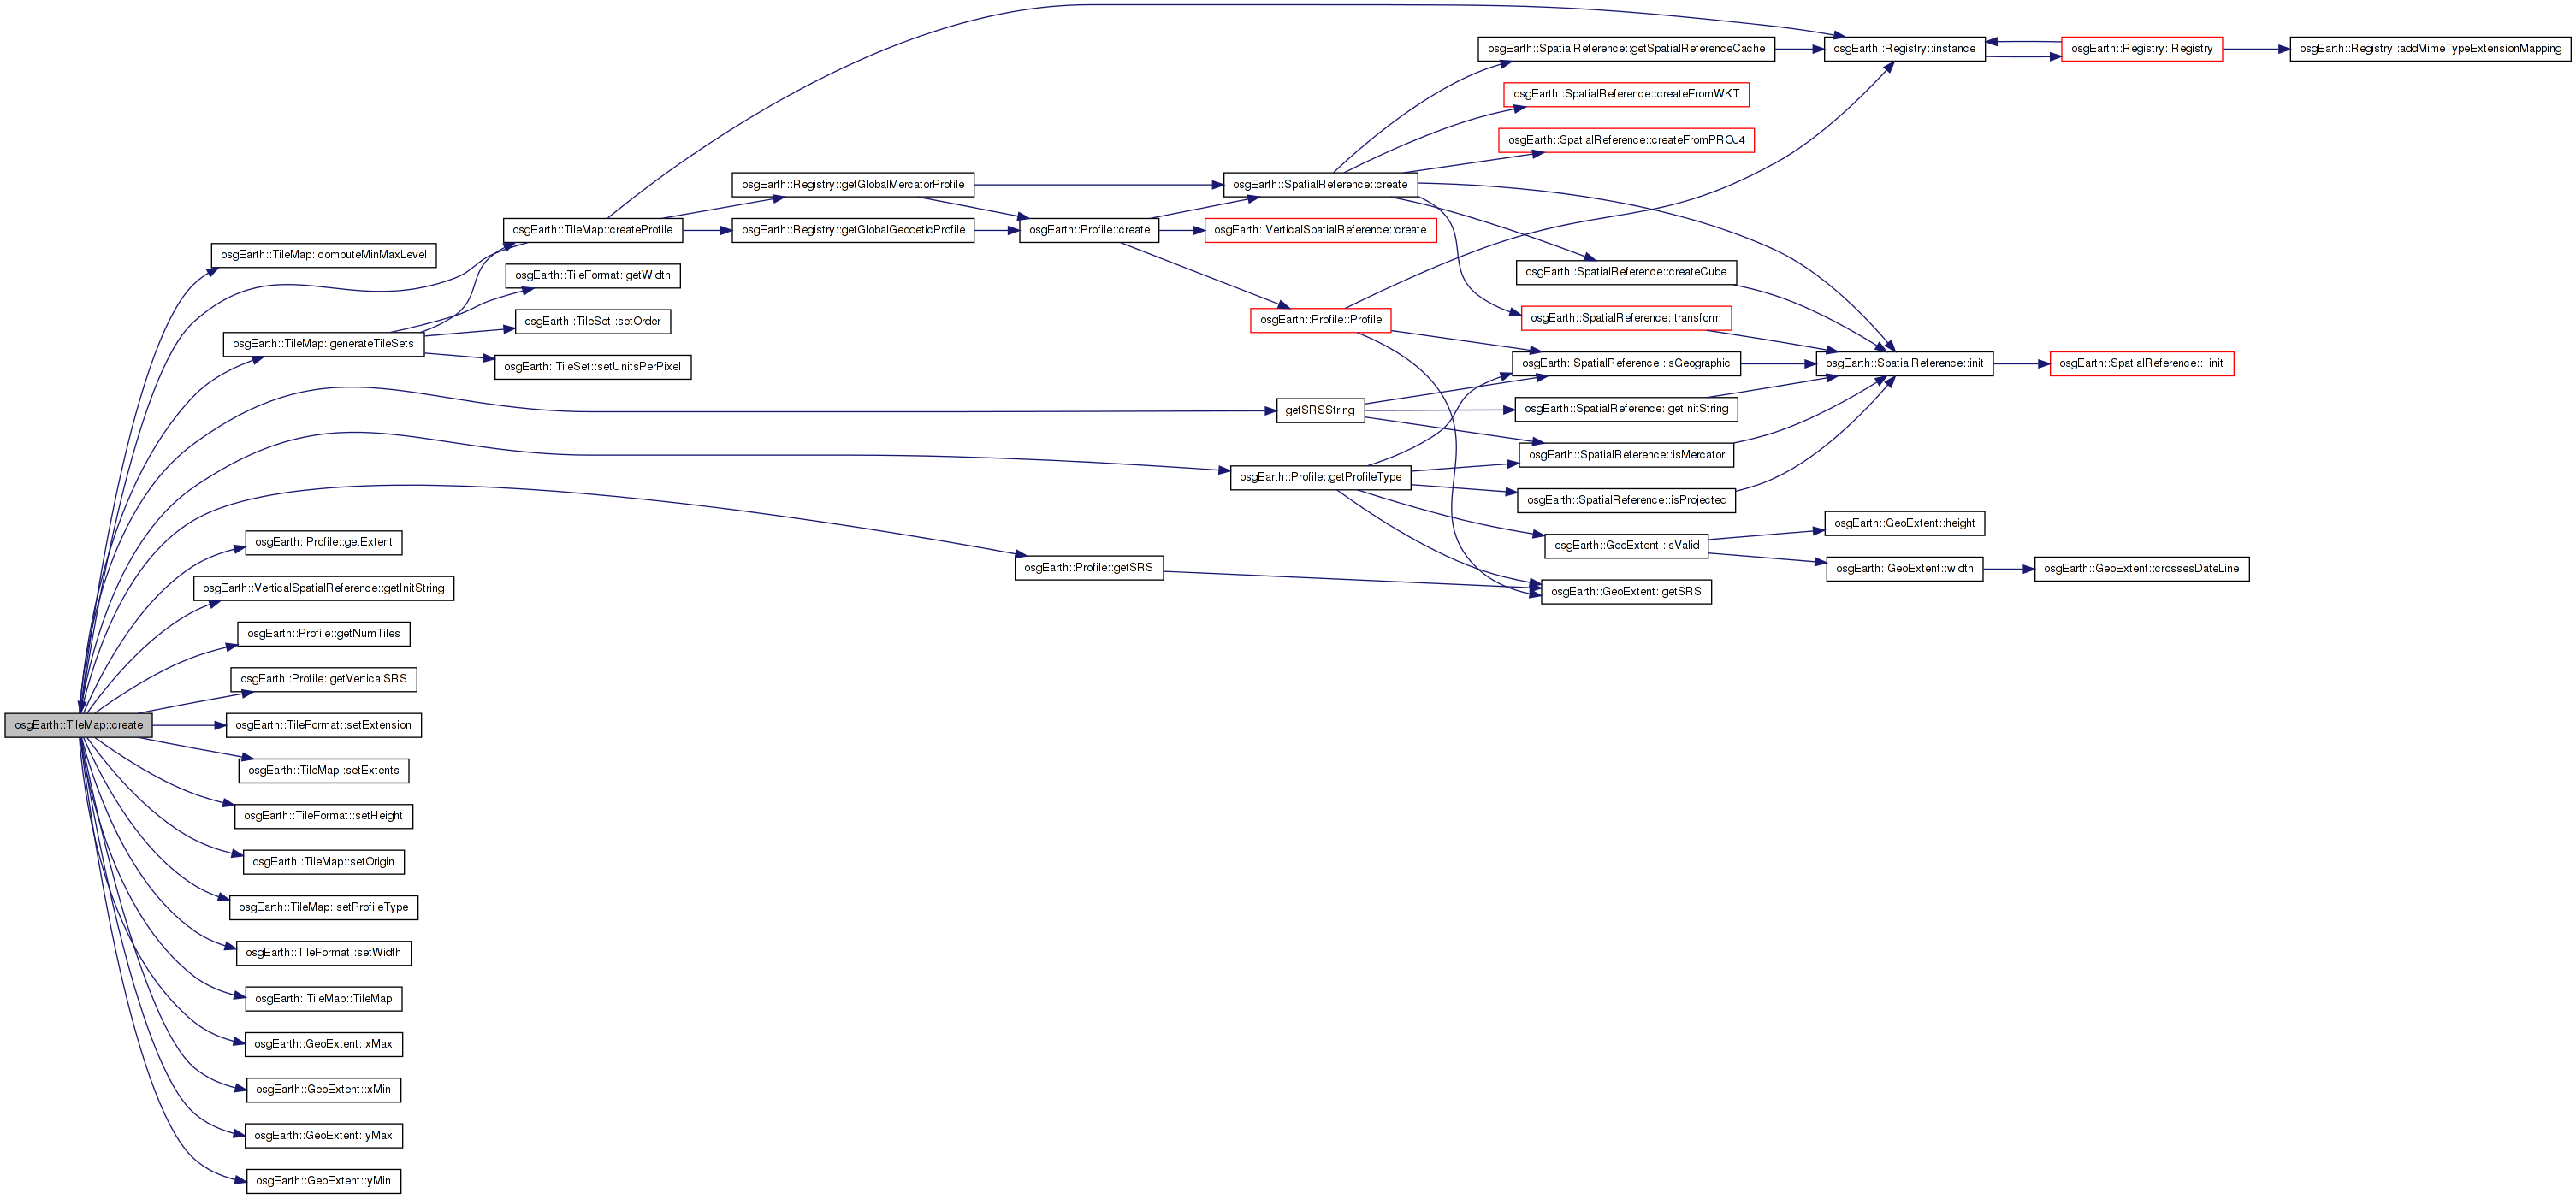 osgEarth::SpatialReference::getSpatialReferenceCache
osgEarth::Registry::instance
osgEarth::Registry::Registry
osgEarth::Registry::addMimeTypeExtensionMapping
osgEarth::SpatialReference::createFromWKT
osgEarth::SpatialReference::createFromPROJ4
osgEarth::Registry::getGlobalMercatorProfile
osgEarth::SpatialReference::create
osgEarth::TileMap::createProfile
osgEarth::Registry::getGlobalGeodeticProfile
osgEarth::Profile::create
osgEarth::VerticalSpatialReference::create
osgEarth::TileMap::computeMinMaxLevel
osgEarth::TileFormat::getWidth
osgEarth::SpatialReference::createCube
osgEarth::TileSet::setOrder
osgEarth::Profile::Profile
osgEarth::SpatialReference::transform
osgEarth::TileMap::generateTileSets
osgEarth::TileSet::setUnitsPerPixel
osgEarth::SpatialReference::isGeographic
osgEarth::SpatialReference::init
osgEarth::SpatialReference::_init
getSRSString
osgEarth::SpatialReference::getInitString
osgEarth::SpatialReference::isMercator
osgEarth::Profile::getProfileType
osgEarth::SpatialReference::isProjected
osgEarth::GeoExtent::height
osgEarth::Profile::getExtent
osgEarth::GeoExtent::isValid
osgEarth::Profile::getSRS
osgEarth::GeoExtent::width
osgEarth::GeoExtent::crossesDateLine
osgEarth::VerticalSpatialReference::getInitString
osgEarth::GeoExtent::getSRS
osgEarth::Profile::getNumTiles
osgEarth::Profile::getVerticalSRS
osgEarth::TileMap::create
osgEarth::TileFormat::setExtension
osgEarth::TileMap::setExtents
osgEarth::TileFormat::setHeight
osgEarth::TileMap::setOrigin
osgEarth::TileMap::setProfileType
osgEarth::TileFormat::setWidth
osgEarth::TileMap::TileMap
osgEarth::GeoExtent::xMax
osgEarth::GeoExtent::xMin
osgEarth::GeoExtent::yMax
osgEarth::GeoExtent::yMin